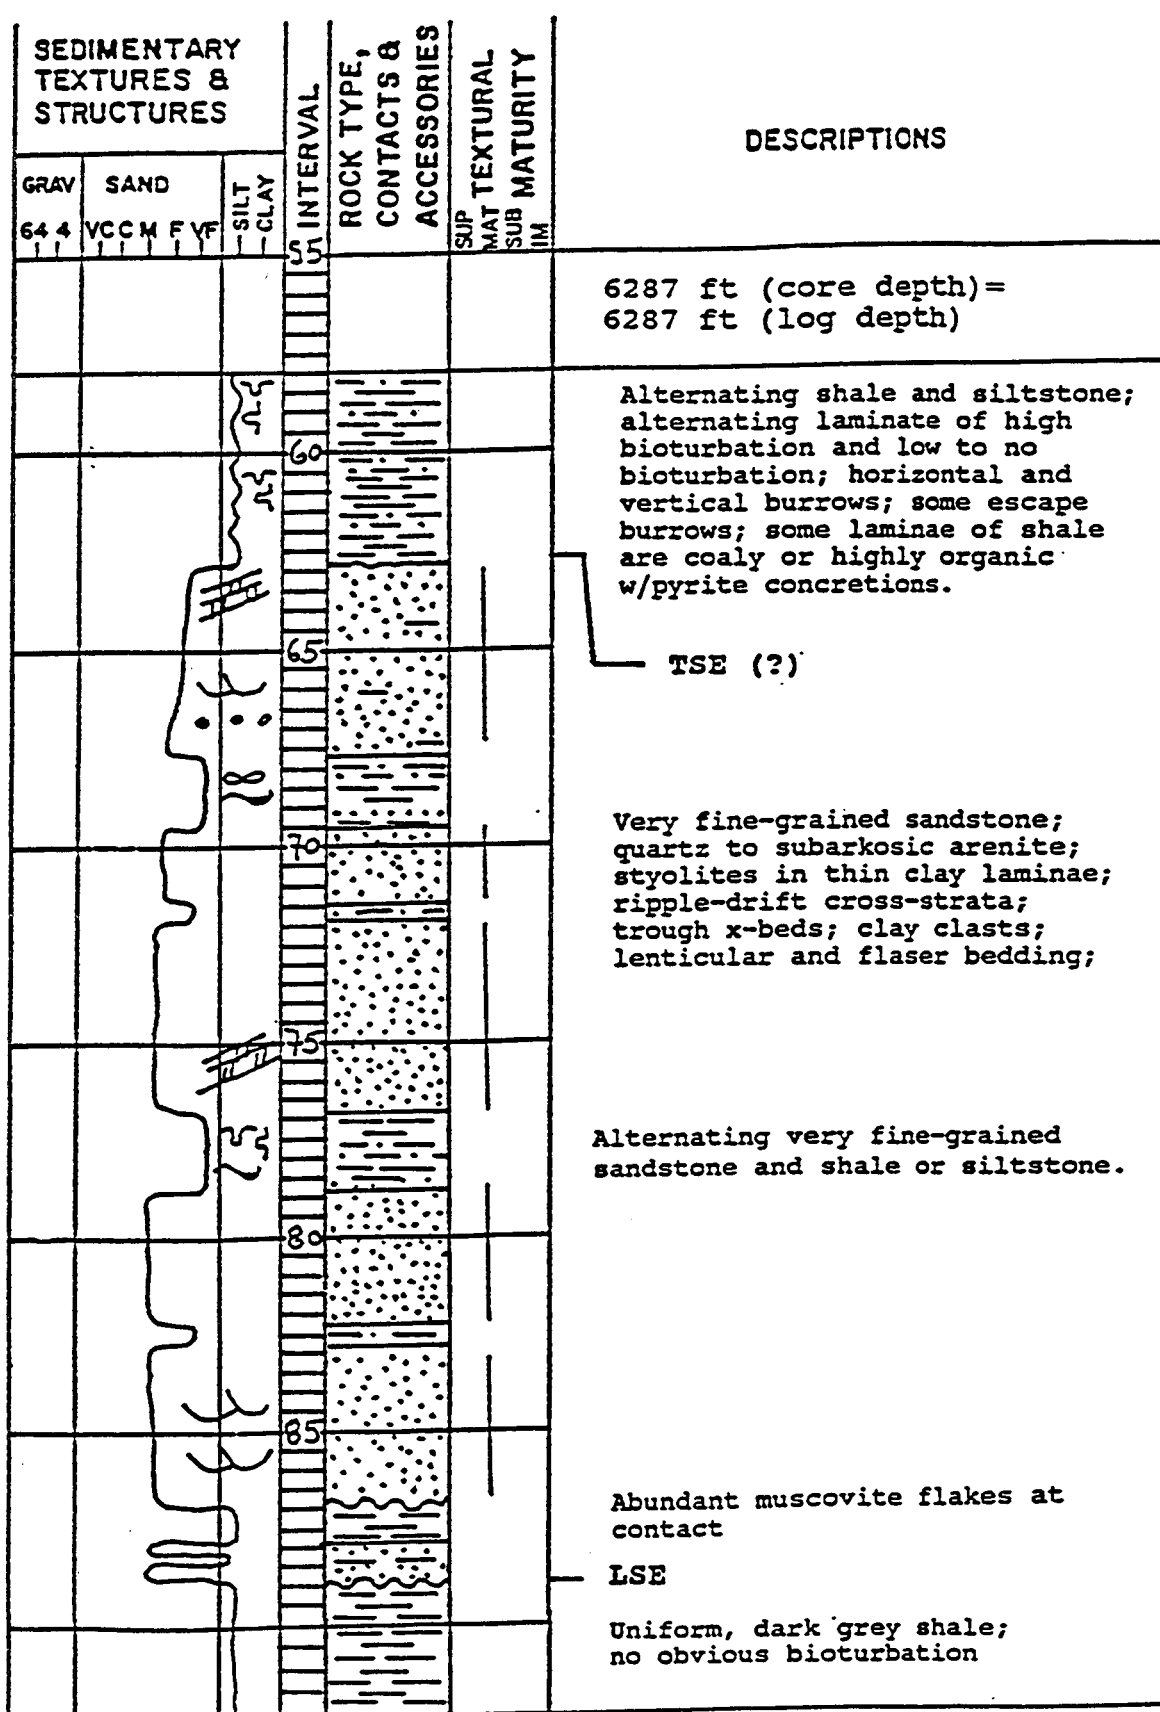 SEDIMENTARY
TEXTURES &
STRUCTURES
GRAV
SAND
SILT
CLAY
64 4
VC C M F VF
INTERVAL
ROCK TYPE,
CONTACTS &
ACCESSORIES
TEXTURAL
MATURITY
SUP
MAT
SUB
IM
DESCRIPTIONS
55
6287 ft (core depth)=
6287 ft (log depth)
Alternating shale and siltstone;
alternating laminate of high
bioturbation and low to no
bioturbation; horizontal and
vertical burrows; some escape
burrows; some laminae of shale
are coaly or highly organic
w/pyrite concretions.
60
65
TSE (?)
70
Very fine-grained sandstone;
quartz to subarkosic arenite;
styolites in thin clay laminae;
ripple-drift cross-strata;
trough x-beds; clay clasts;
lenticular and flaser bedding;
75
Alternating very fine-grained
sandstone and shale or siltstone.
80
85
Abundant muscovite flakes at
contact
LSE
Uniform, dark grey shale;
no obvious bioturbation